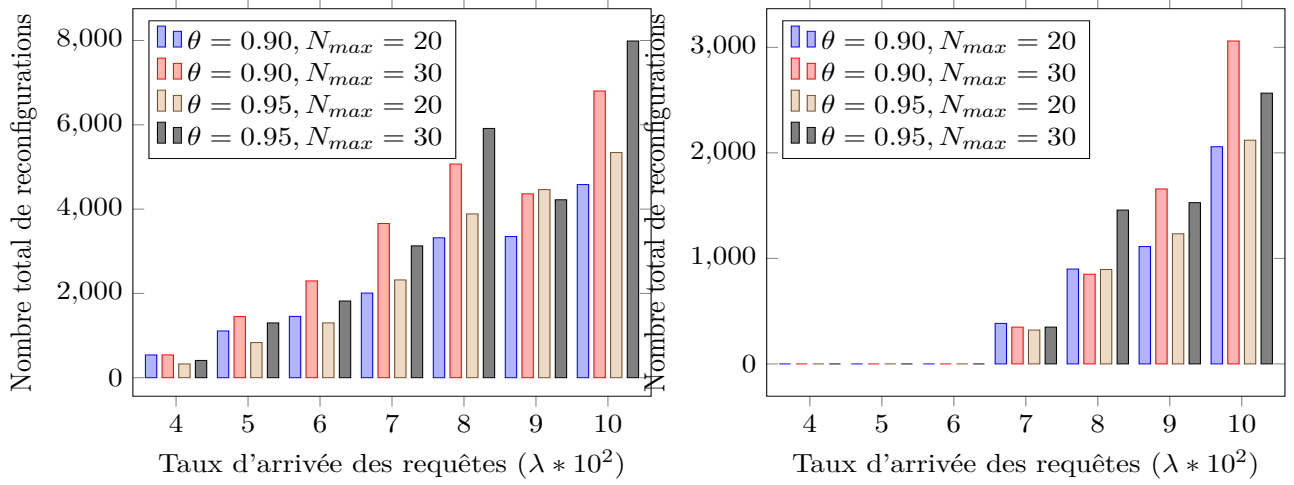 Nombre total de reconfigurations
8,000
6,000
4,000
2,000
0
θ = 0.90, N_max = 20
θ = 0.90, N_max = 30
θ = 0.95, N_max = 20
θ = 0.95, N_max = 30
4 5 6 7 8 9 10
Taux d'arrivée des requêtes (λ ∗ 10²)
Nombre total de reconfigurations
3,000
2,000
1,000
0
θ = 0.90, N_max = 20
θ = 0.90, N_max = 30
θ = 0.95, N_max = 20
θ = 0.95, N_max = 30
4 5 6 7 8 9 10
Taux d'arrivée des requêtes (λ ∗ 10²)